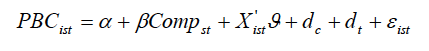 PBC_{ist} = α + βComp_{st} + X'_{ist}ϑ + d_c + d_t + ε_{ist}